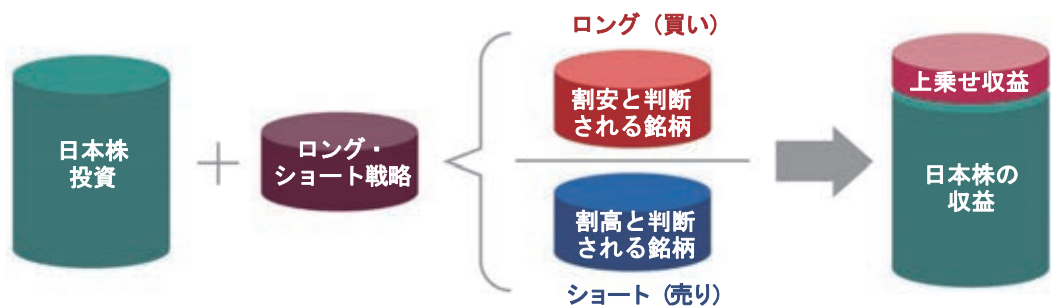 日本株
投資
ロング・
ショート戦略
ロング（買い）
割安と判断
される銘柄
割高と判断
される銘柄
ショート（売り）
上乗せ収益
日本株の
収益